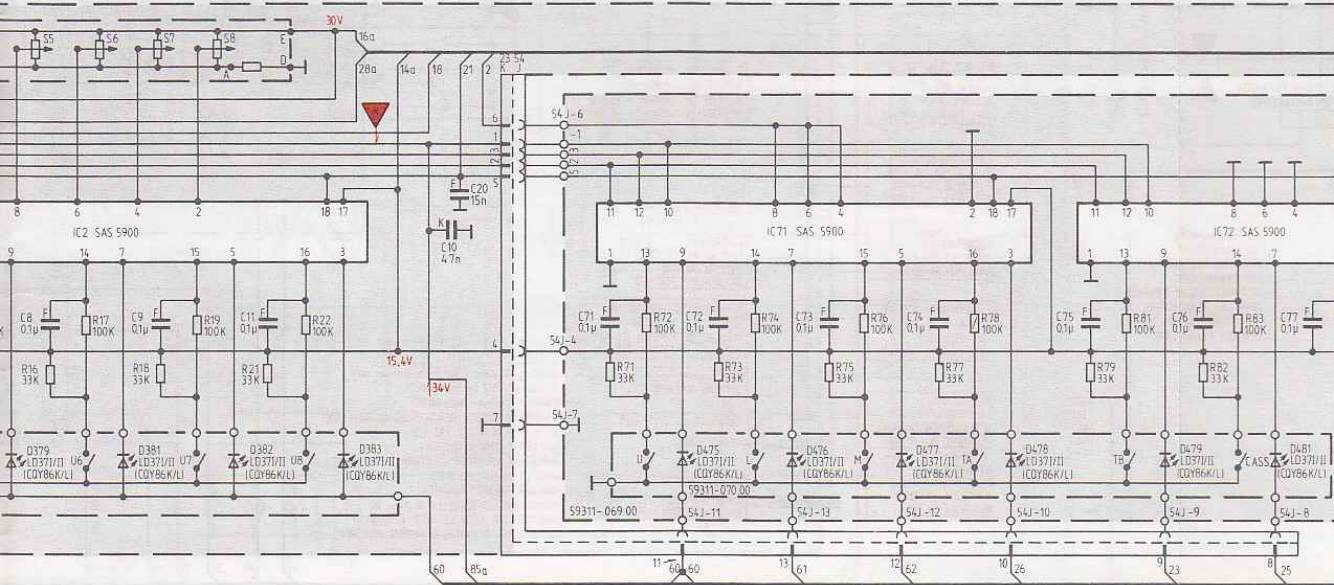 30V
S5 S6 S7 S8 E 16a
D
A 28a 14a 18 21 2 23 54
K J
6 54J-6
1 -1
3 3
2 2
5 5
F C20
15n
8 6 4 2 18 17
11 12 10 8 6 4 2 18 17 11 12 10 8 6 4
IC2 SAS 5900
IC71 SAS 5900
IC72 SAS 5900
K
C10
4.7n
9 14 7 15 5 16 3
1 13 9 14 7 15 5 16 3 1 13 9 14 7
C8 0,1µ F R17 100K
C9 0,1µ F R19 100K
C11 0,1µ F R22 100K
C71 0,1µ F R72 100K
C72 0,1µ F R74 100K
C73 0,1µ F R76 100K
C74 0,1µ F R78 100K
C75 0,1µ F R81 100K
C76 0,1µ F R83 100K
C77 0,1µ F
R16 33K
R18 33K
R21 33K
15,4V
34V
4 54J-4
R71 33K
R73 33K
R75 33K
R77 33K
R79 33K
R82 33K
7 54J-7
D379 LD371/II (CQY86K/L)
U6
D381 LD371/II (CQY86K/L)
U7
D382 LD371/II (CQY86K/L)
U8
D383 LD371/II (CQY86K/L)
U
D475 LD371/II (CQY86K/L)
L
D476 LD371/II (CQY86K/L)
M
D477 LD371/II (CQY86K/L)
TA
D478 LD371/II (CQY86K/L)
TB
D479 LD371/II (CQY86K/L)
CASS
D481 LD371/II (CQY86K/L)
59311-070.00
59311-069.00
54J-11 54J-13 54J-12 54J-10 54J-9 54J-8
60 85a 11 60 60 13 61 12 62 10 26 9 23 8 25